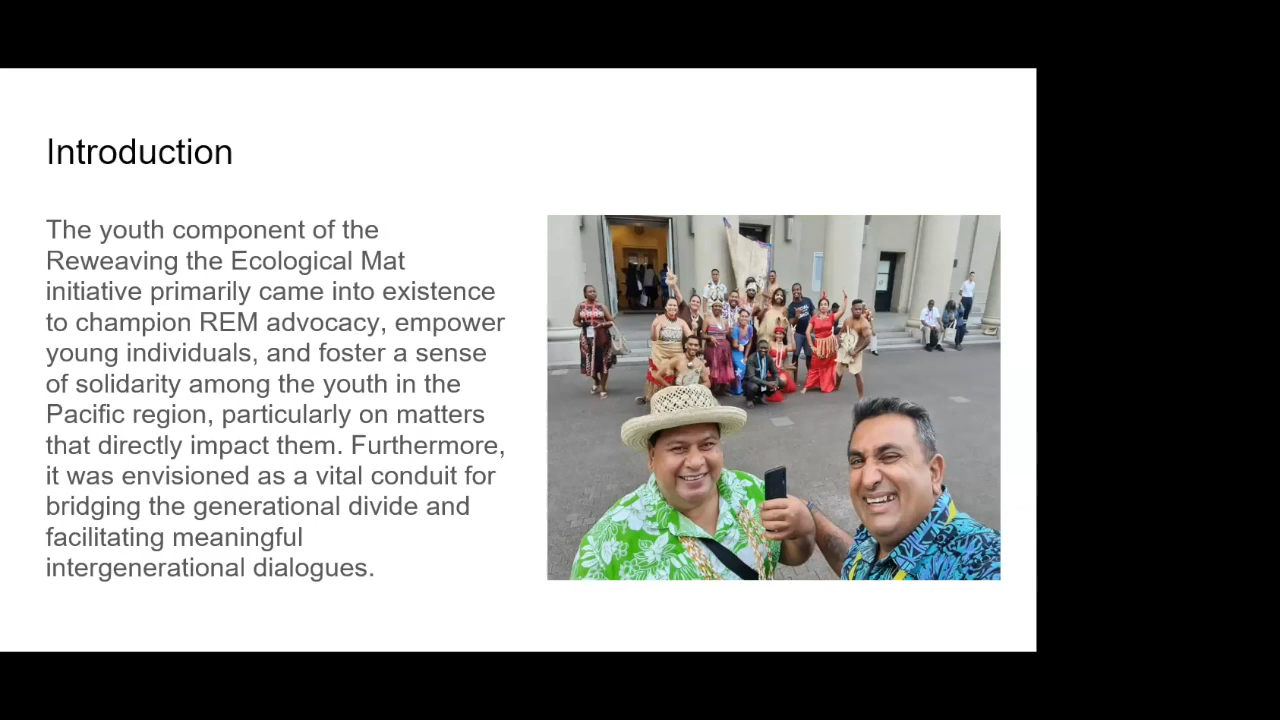 Introduction
The youth component of the
Reweaving the Ecological Mat
initiative primarily came into existence
to champion REM advocacy, empower
young individuals, and foster a sense
of solidarity among the youth in the
Pacific region, particularly on matters
that directly impact them. Furthermore,
it was envisioned as a vital conduit for
bridging the generational divide and
facilitating meaningful
intergenerational dialogues.